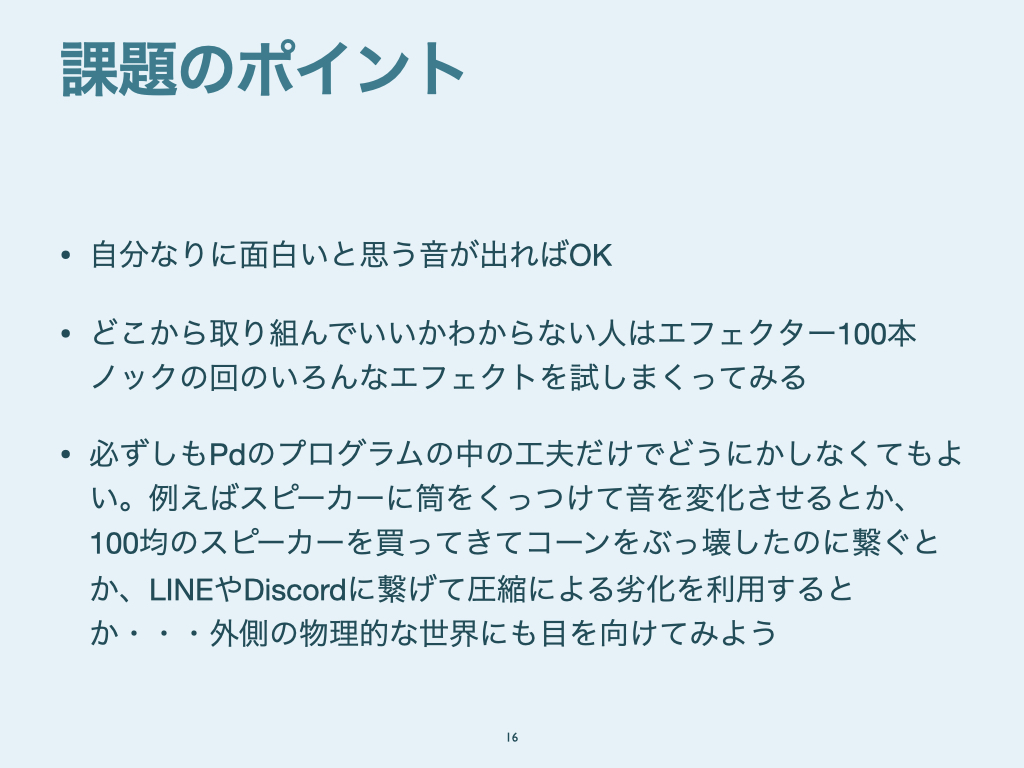 課題のポイント
• 自分なりに面白いと思う音が出ればOK
• どこから取り組んでいいかわからない人はエフェクター100本
ノックの回のいろんなエフェクトを試しまくってみる
• 必ずしもPdのプログラムの中の工夫だけでどうにかしなくてもよ
い。例えばスピーカーに筒をくっつけて音を変化させるとか、
100均のスピーカーを買ってきてコーンをぶっ壊したのに繋ぐと
か、LINEやDiscordに繋げて圧縮による劣化を利用すると
か・・・外側の物理的な世界にも目を向けてみよう
16